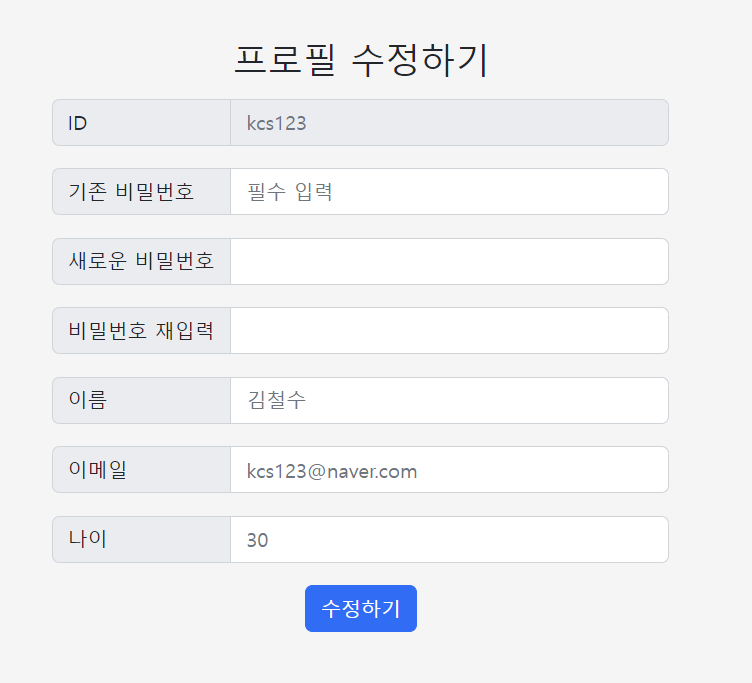 프로필 수정하기
ID kcs123
기존 비밀번호 필수 입력
새로운 비밀번호
비밀번호 재입력
이름 김철수
이메일 kcs123@naver.com
나이 30
수정하기